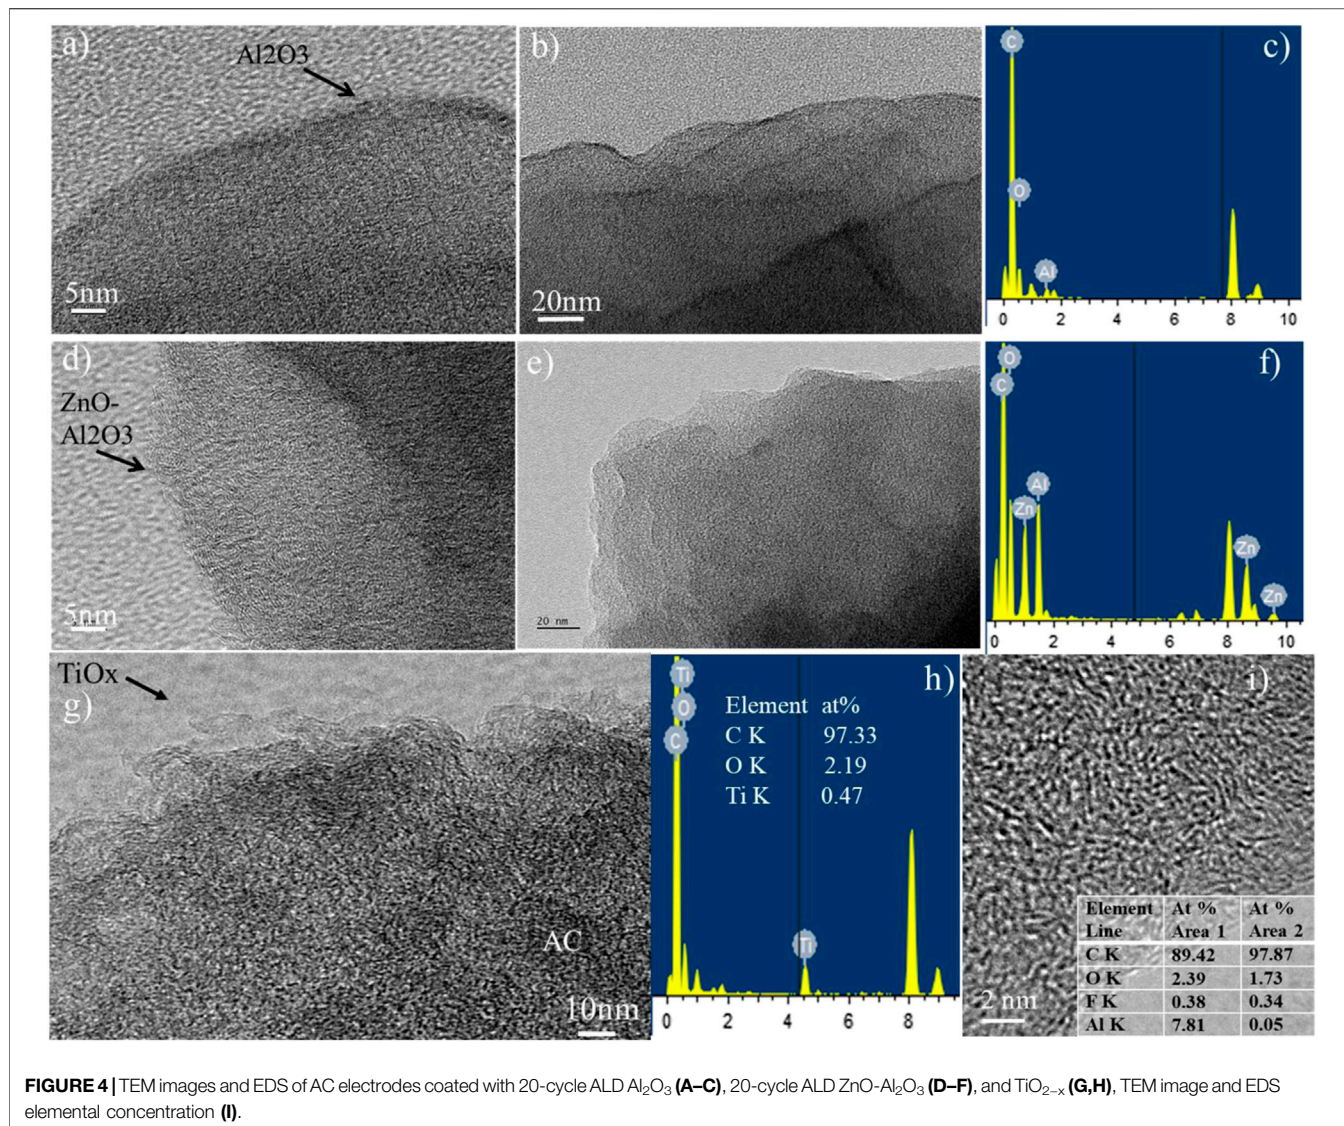 a)
Al2O3
5nm
b)
20nm
c)
C
O
Al
0 2 4 6 8 10
d)
ZnO-
Al2O3
5nm
e)
20 nm
f)
O
C
Al
Zn
Zn
Zn
0 2 4 6 8 10
TiOx
g)
AC
10nm
h)
Ti
O
C
Ti
Element at%
C K 97.33
O K 2.19
Ti K 0.47
0 2 4 6 8
i)
2 nm
Element Line At % Area 1 At % Area 2
C K 89.42 97.87
O K 2.39 1.73
F K 0.38 0.34
Al K 7.81 0.05
FIGURE 4 | TEM images and EDS of AC electrodes coated with 20-cycle ALD Al₂O₃ (A–C), 20-cycle ALD ZnO-Al₂O₃ (D–F), and TiO₂₋ₓ (G,H), TEM image and EDS
elemental concentration (I).